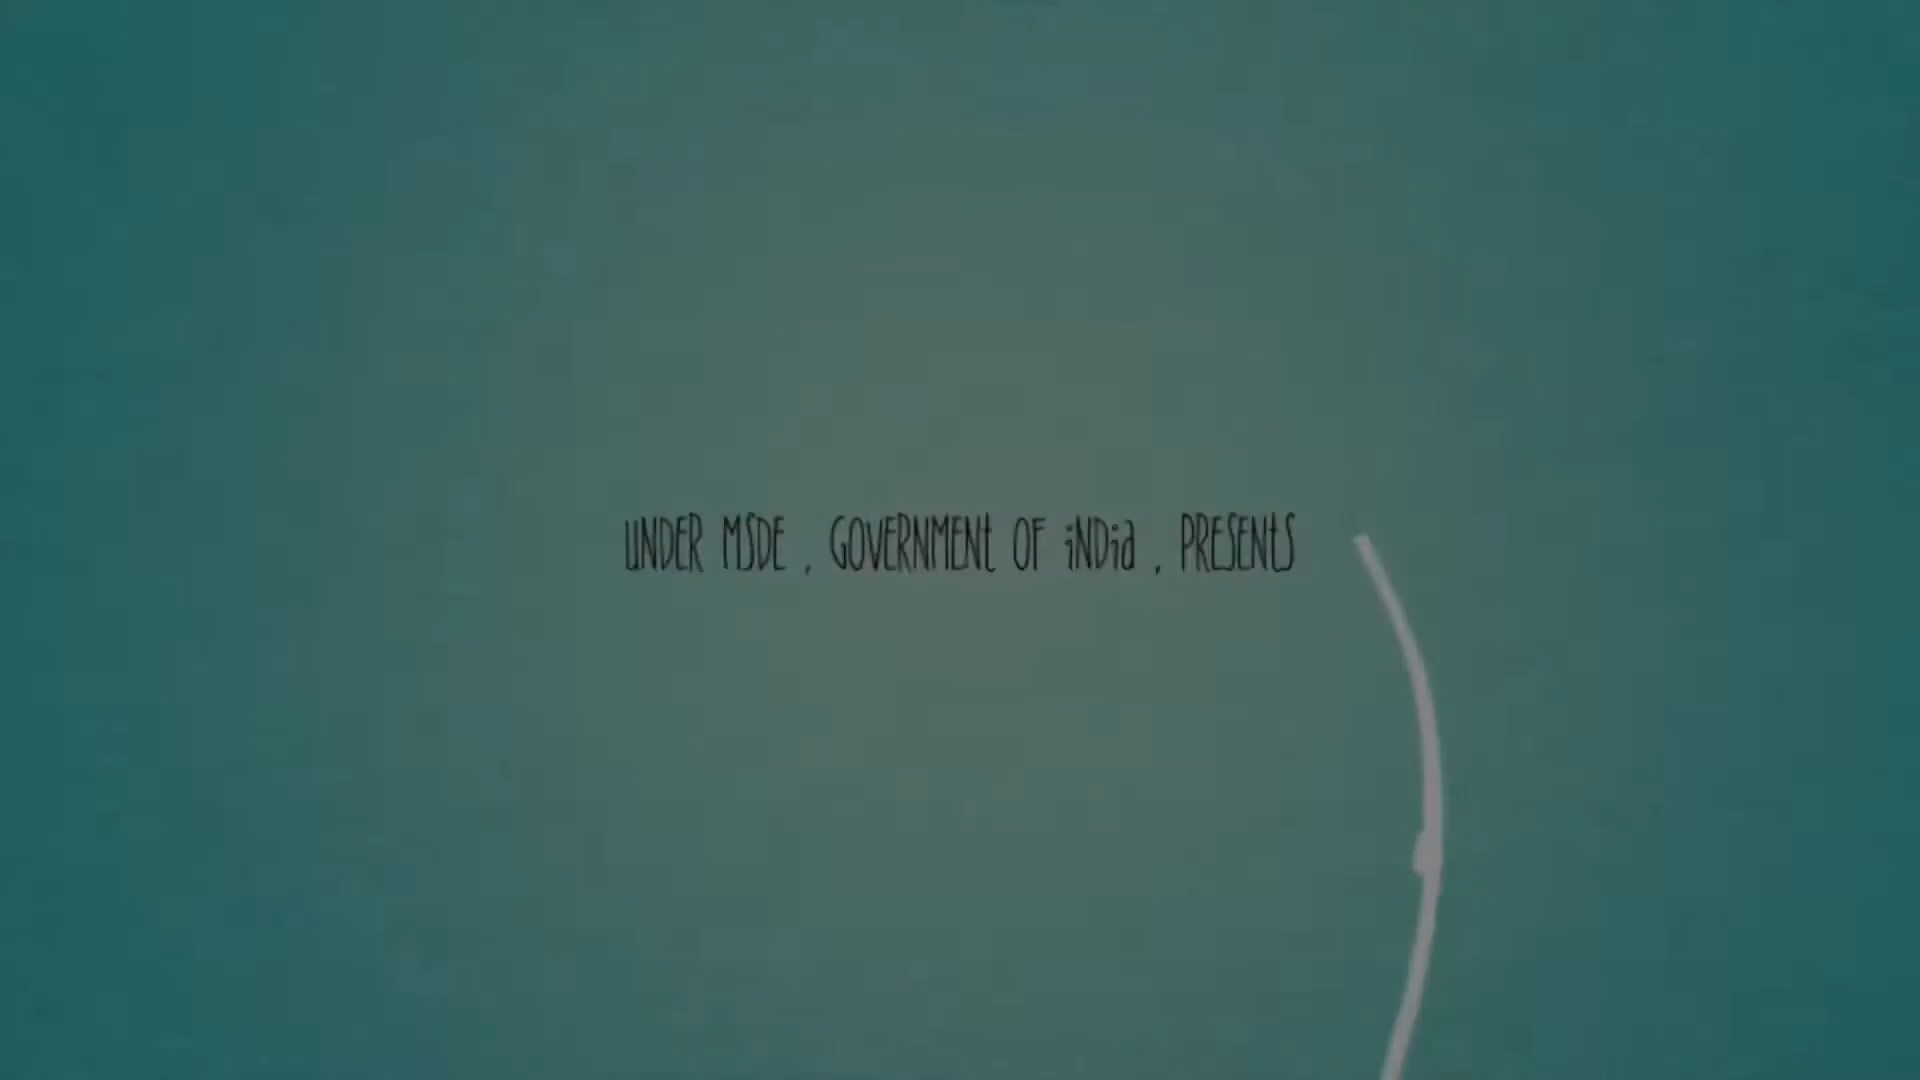 UNDER MSDE , GOVERNMENt OF iNDia , PRESENtS